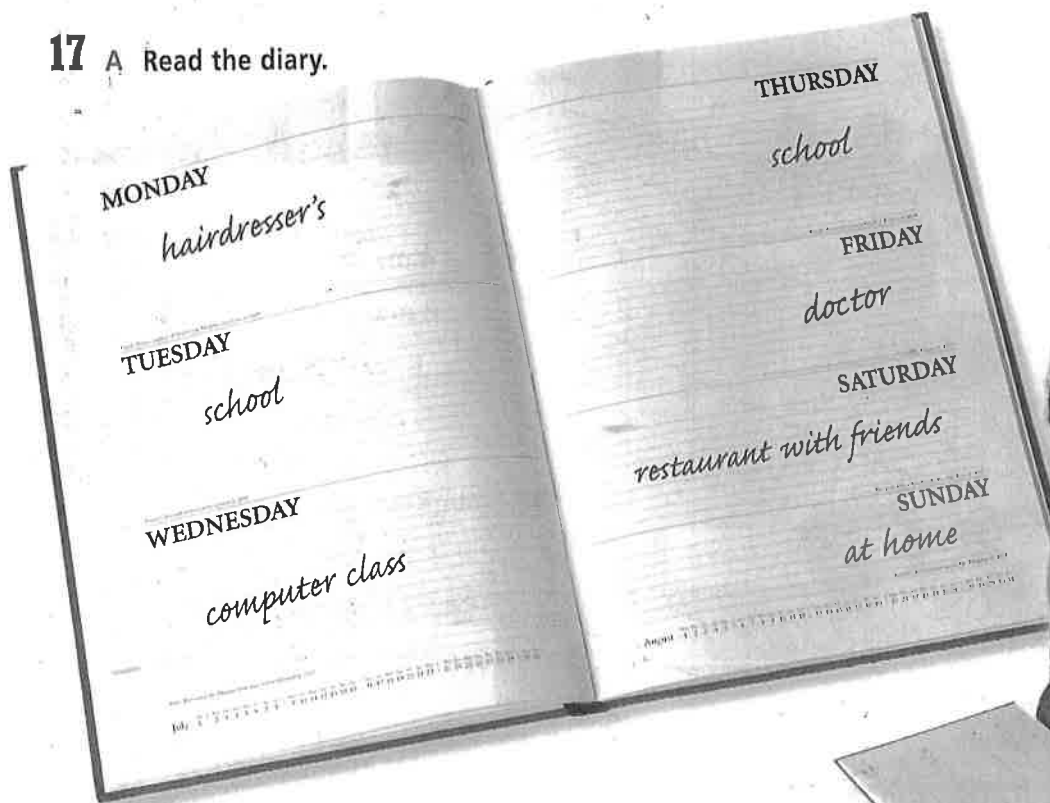 17 A Read the diary.
MONDAY
hairdresser's
TUESDAY
school
WEDNESDAY
computer class
July
THURSDAY
school
FRIDAY
doctor
SATURDAY
restaurant with friends
SUNDAY
at home
August